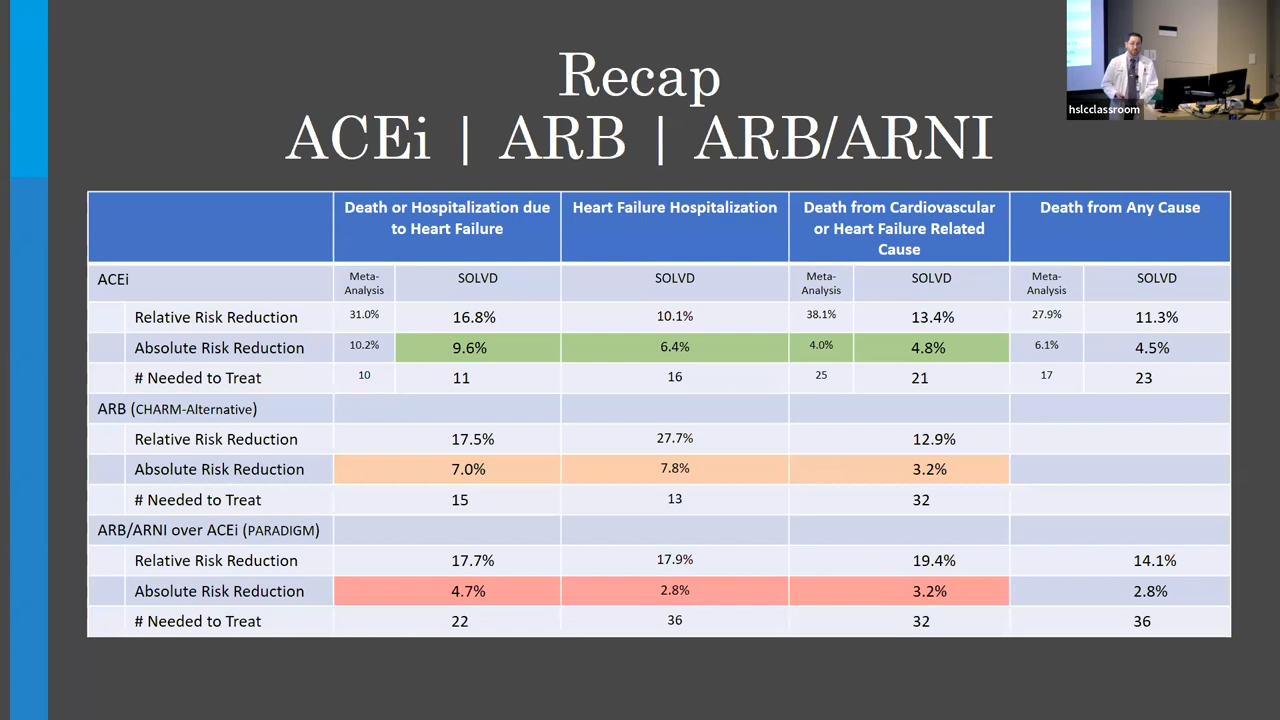 Recap
ACEi | ARB | ARB/ARNI
hslcclassroom
Death or Hospitalization due to Heart Failure
Heart Failure Hospitalization
Death from Cardiovascular or Heart Failure Related Cause
Death from Any Cause
ACEi Meta-Analysis SOLVD SOLVD Meta-Analysis SOLVD Meta-Analysis SOLVD
Relative Risk Reduction 31.0% 16.8% 10.1% 38.1% 13.4% 27.9% 11.3%
Absolute Risk Reduction 10.2% 9.6% 6.4% 4.0% 4.8% 6.1% 4.5%
# Needed to Treat 10 11 16 25 21 17 23
ARB (CHARM-Alternative)
Relative Risk Reduction 17.5% 27.7% 12.9%
Absolute Risk Reduction 7.0% 7.8% 3.2%
# Needed to Treat 15 13 32
ARB/ARNI over ACEi (PARADIGM)
Relative Risk Reduction 17.7% 17.9% 19.4% 14.1%
Absolute Risk Reduction 4.7% 2.8% 3.2% 2.8%
# Needed to Treat 22 36 32 36